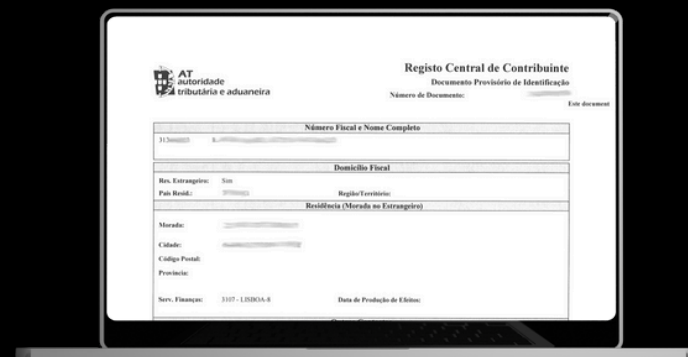 AT
autoridade
tributária e aduaneira
Registo Central de Contribuinte
Documento Provisório de Identificação
Número de Documento:
Este document
Número Fiscal e Nome Completo
313
Domicílio Fiscal
Res. Estrangeiro: Sim
País Resid.: Região/Território:
Residência (Morada no Estrangeiro)
Morada:
Cidade:
Código Postal:
Província:
Serv. Finanças: 3107 - LISBOA-8 Data de Produção de Efeitos: